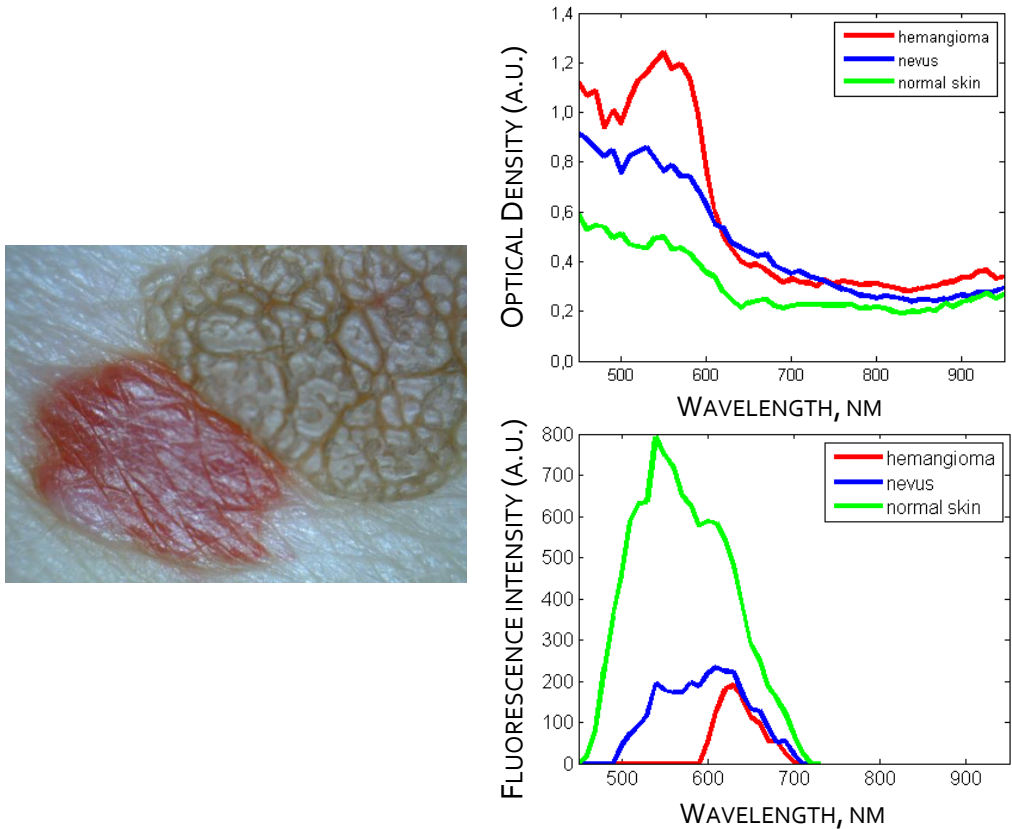 1,4
1,2
1,0
0,8
0,6
0,4
0,2
0,0
OPTICAL DENSITY (A.U.)
hemangioma
nevus
normal skin
500 600 700 800 900
WAVELENGTH, NM
800
700
600
500
400
300
200
100
0
FLUORESCENCE INTENSITY (A.U.)
hemangioma
nevus
normal skin
500 600 700 800 900
WAVELENGTH, NM